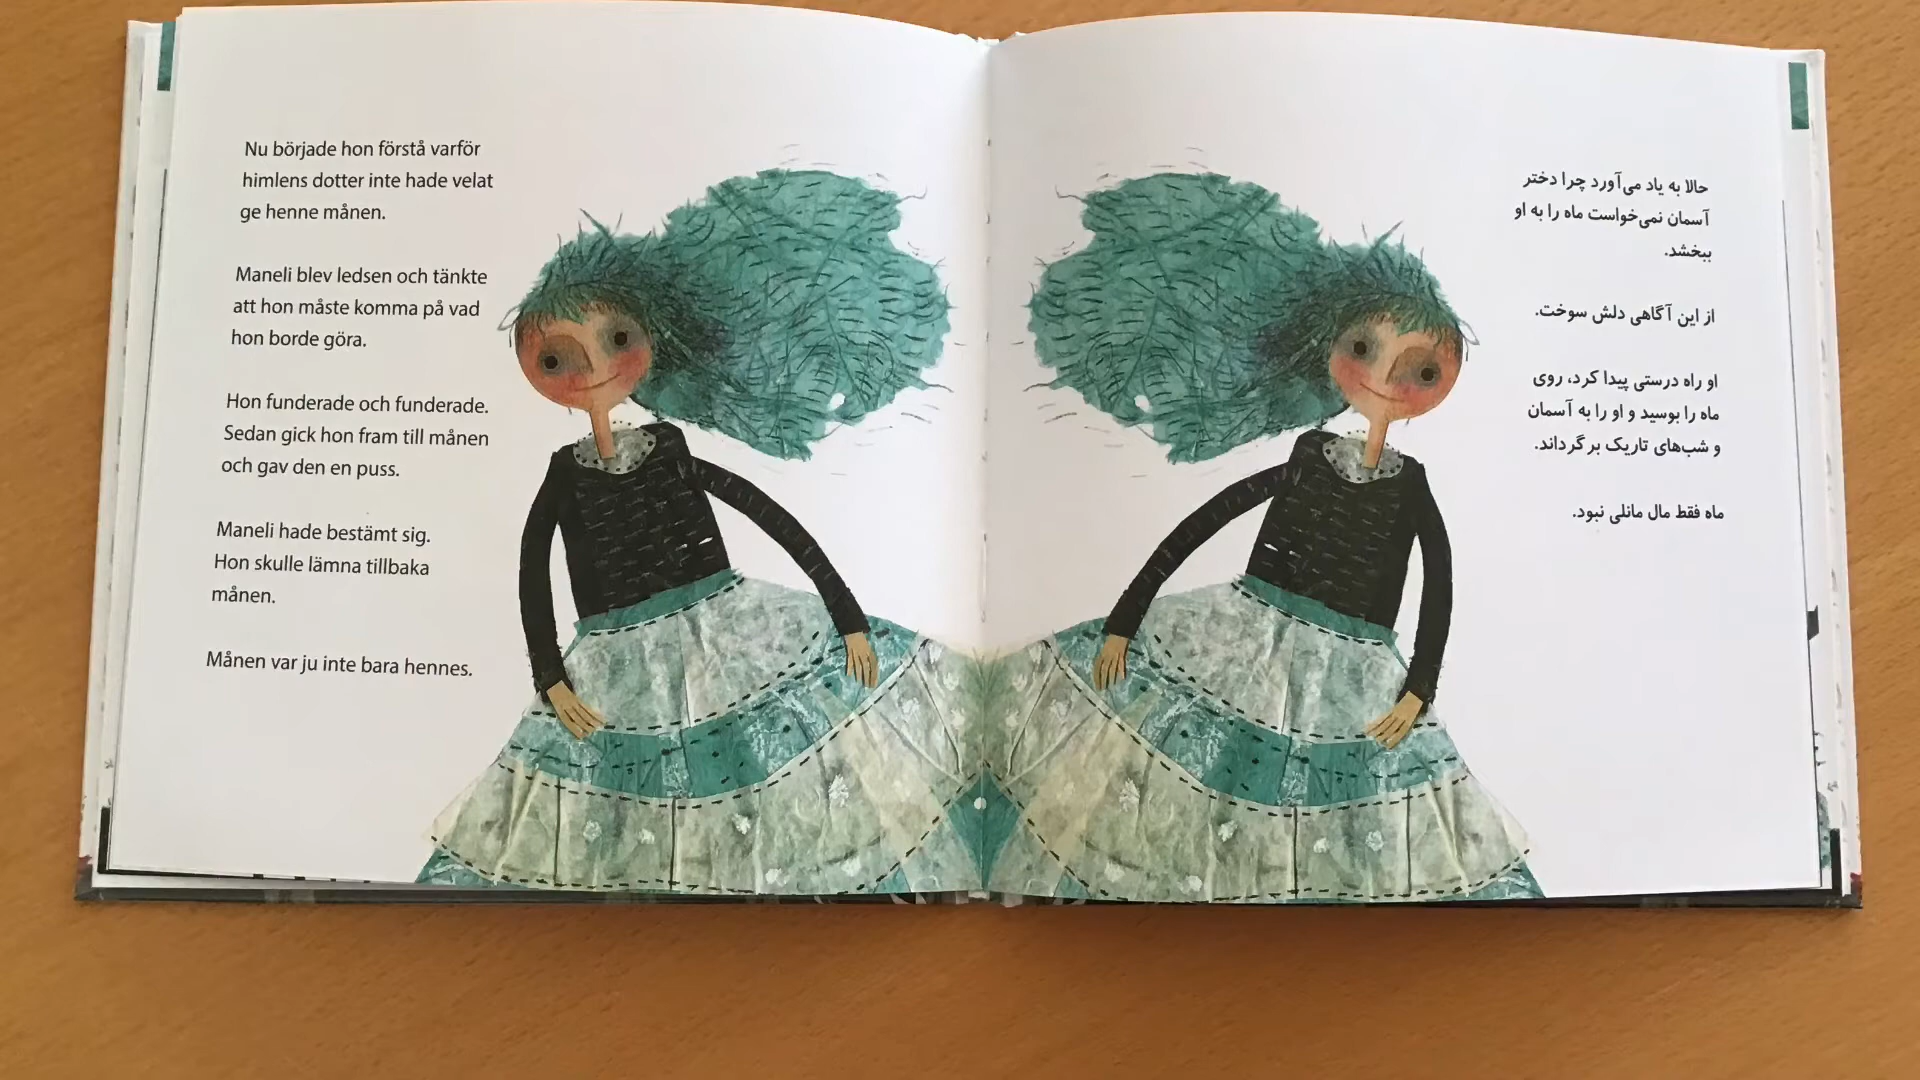 Nu började hon förstå varför
himlens dotter inte hade velat
ge henne månen.
Maneli blev ledsen och tänkte
att hon måste komma på vad
hon borde göra.
Hon funderade och funderade.
Sedan gick hon fram till månen
och gav den en puss.
Maneli hade bestämt sig.
Hon skulle lämna tillbaka
månen.
Månen var ju inte bara hennes.
حالا به یاد می‌آورد چرا دختر
آسمان نمی‌خواست ماه را به او
ببخشد.
از این آگاهی دلش سوخت.
او راه درستی پیدا کرد، روی
ماه را بوسید و او را به آسمان
و شب‌های تاریک برگرداند.
ماه فقط مال مانلی نبود.